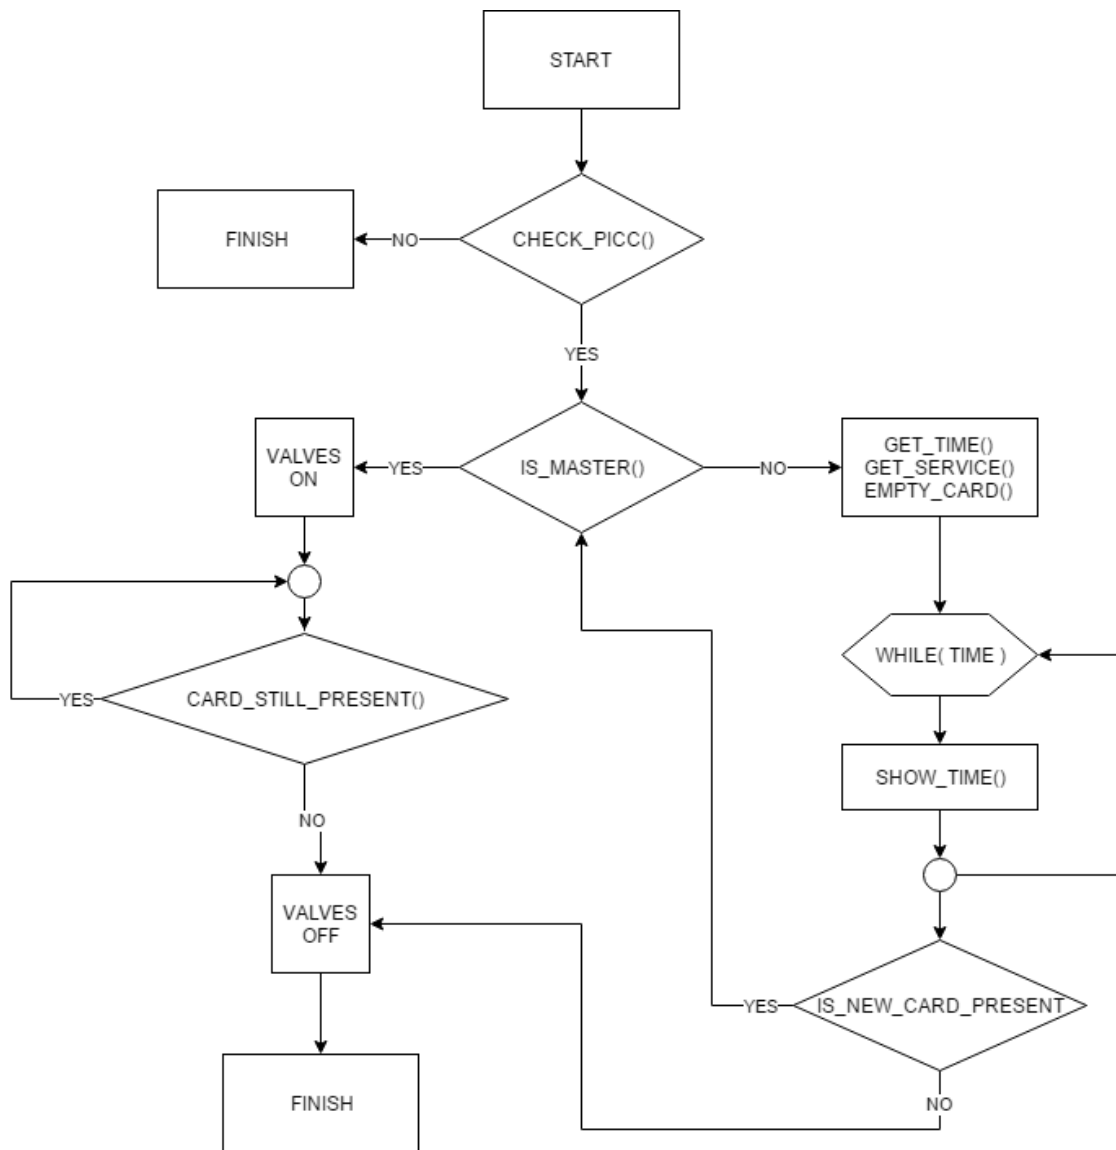 START
FINISH
NO
CHECK_PICC()
YES
VALVES
ON
YES
IS_MASTER()
NO
GET_TIME()
GET_SERVICE()
EMPTY_CARD()
WHILE( TIME )
YES
CARD_STILL_PRESENT()
SHOW_TIME()
NO
VALVES
OFF
YES
IS_NEW_CARD_PRESENT
FINISH
NO